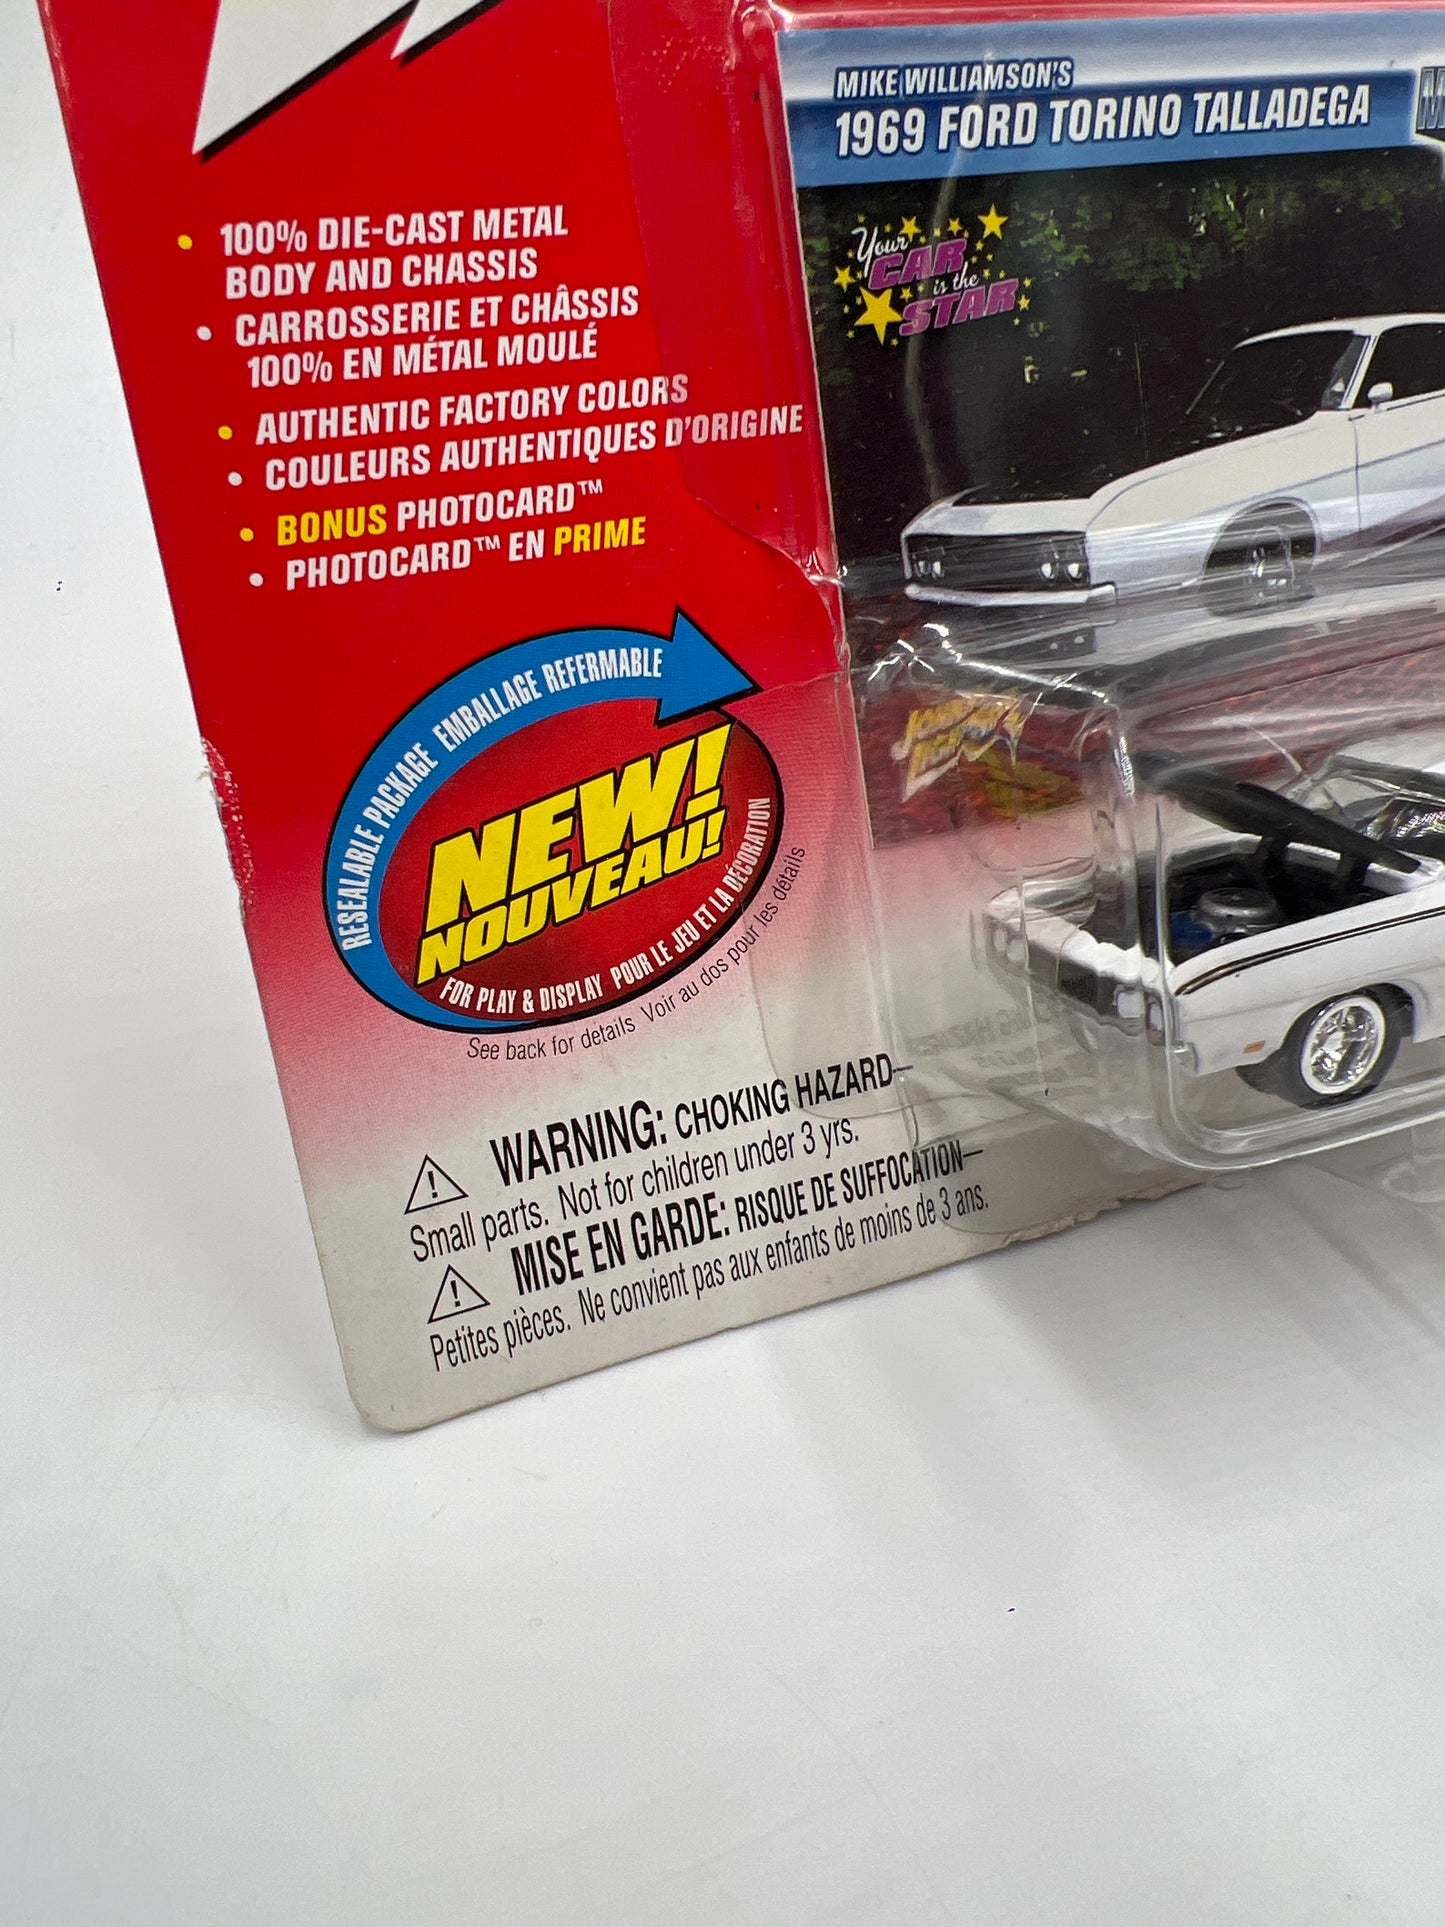 MIKE WILLIAMSON'S
1969 FORD TORINO TALLADEGA
Your
CAR
is the
STAR
• 100% DIE-CAST METAL
BODY AND CHASSIS
• CARROSSERIE ET CHÂSSIS
100% EN MÉTAL MOULÉ
• AUTHENTIC FACTORY COLORS
• COULEURS AUTHENTIQUES D'ORIGINE
• BONUS PHOTOCARD™
• PHOTOCARD™ EN PRIME
RESEALABLE PACKAGE EMBALLAGE REFERMABLE
NEW!
NOUVEAU!
FOR PLAY & DISPLAY POUR LE JEU ET LA DÉCORATION
See back for details Voir au dos pour les détails
WARNING: CHOKING HAZARD—
Small parts. Not for children under 3 yrs.
MISE EN GARDE: RISQUE DE SUFFOCATION—
Petites pièces. Ne convient pas aux enfants de moins de 3 ans.